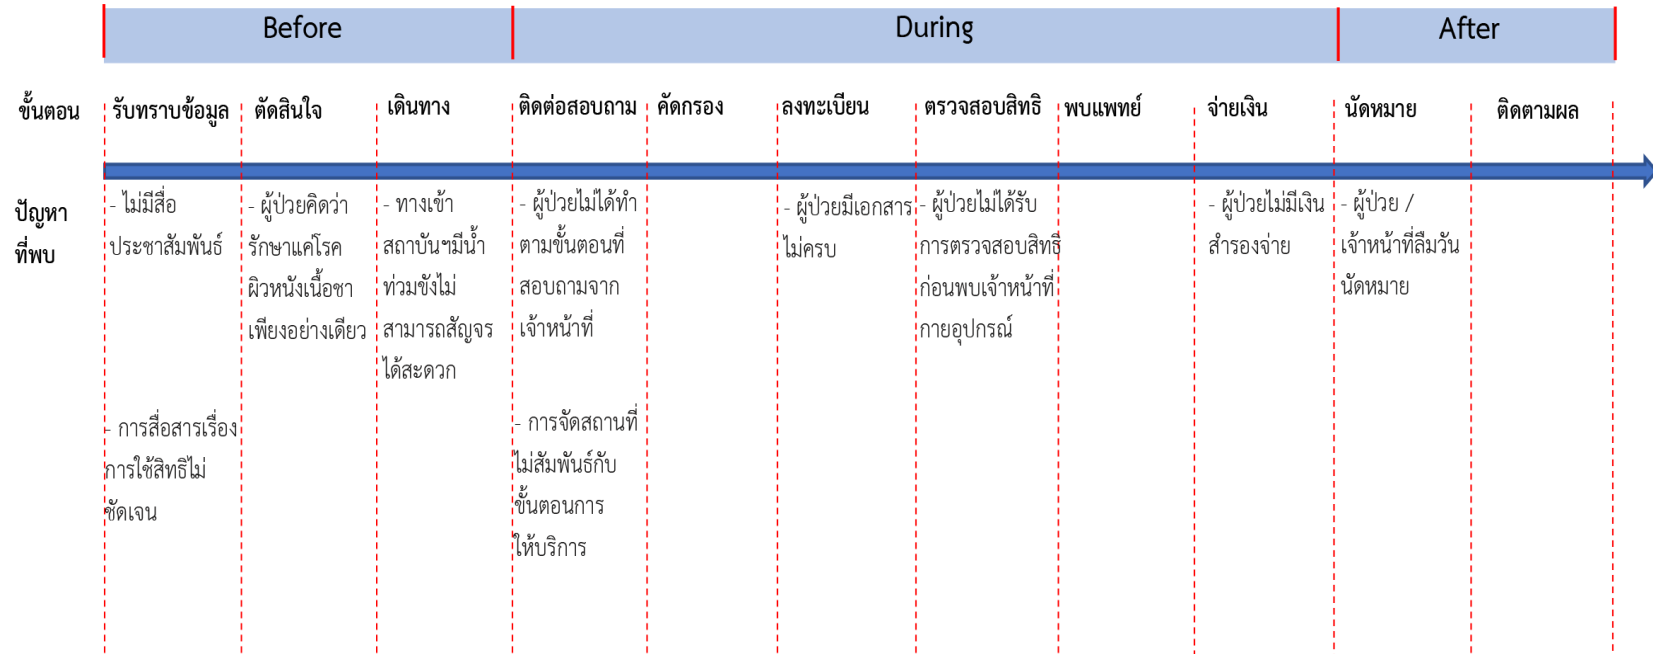 Before
During
After
ขั้นตอน
รับทราบข้อมูล
ตัดสินใจ
เดินทาง
ติดต่อสอบถาม
คัดกรอง
ลงทะเบียน
ตรวจสอบสิทธิ
พบแพทย์
จ่ายเงิน
นัดหมาย
ติดตามผล
ปัญหา
ที่พบ
- ไม่มีสื่อ
ประชาสัมพันธ์
- การสื่อสารเรื่อง
การใช้สิทธิไม่
ชัดเจน
- ผู้ป่วยคิดว่า
รักษาแค่โรค
ผิวหนังเนื้อชา
เพียงอย่างเดียว
- ทางเข้า
สถาบันฯมีน้ำ
ท่วมขังไม่
สามารถสัญจร
ได้สะดวก
- ผู้ป่วยไม่ได้ทำ
ตามขั้นตอนที่
สอบถามจาก
เจ้าหน้าที่
- การจัดสถานที่
ไม่สัมพันธ์กับ
ขั้นตอนการ
ให้บริการ
- ผู้ป่วยมีเอกสาร
ไม่ครบ
- ผู้ป่วยไม่ได้รับ
การตรวจสอบสิทธิ
ก่อนพบเจ้าหน้าที่
กายอุปกรณ์
- ผู้ป่วยไม่มีเงิน
สำรองจ่าย
- ผู้ป่วย /
เจ้าหน้าที่ลืมวัน
นัดหมาย